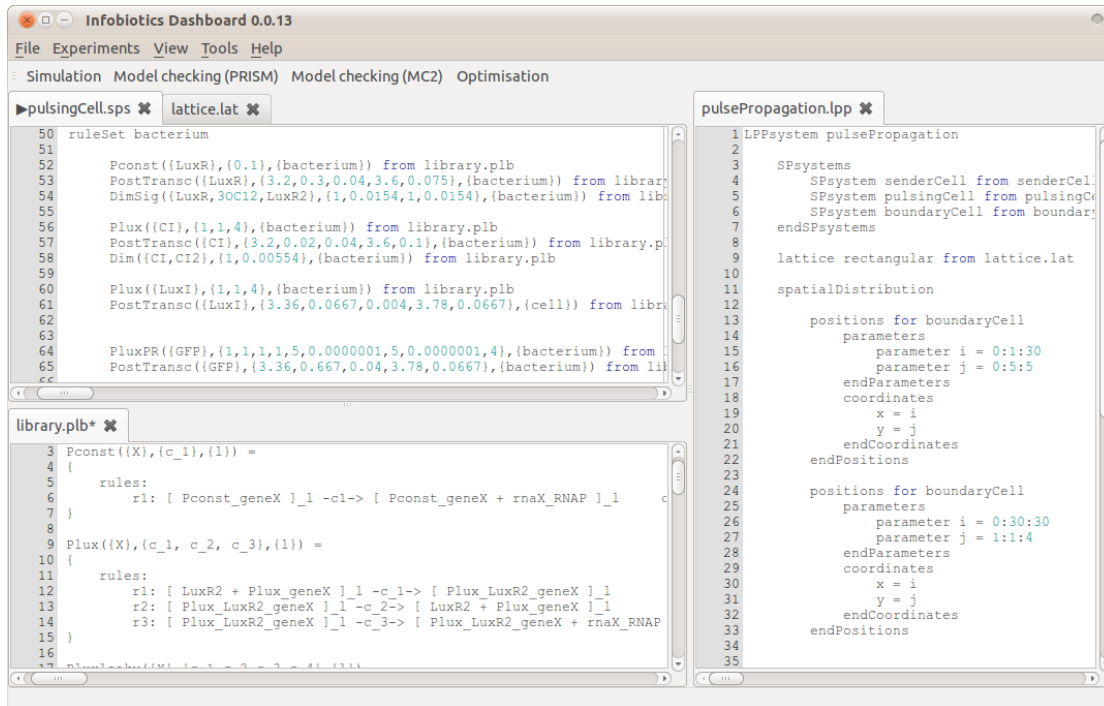 Infobiotics Dashboard 0.0.13
File Experiments View Tools Help
Simulation Model checking (PRISM) Model checking (MC2) Optimisation
▶pulsingCell.sps ✖ lattice.lat ✖
50 ruleSet bacterium
51
52 Pconst({LuxR},{0.1},{bacterium}) from library.plb
53 PostTransc({LuxR},{3.2,0.3,0.04,3.6,0.075},{bacterium}) from library
54 DimSig({LuxR,3OC12,LuxR2},{1,0.0154,1,0.0154},{bacterium}) from lib
55
56 Plux({CI},{1,1,4},{bacterium}) from library.plb
57 PostTransc({CI},{3.2,0.02,0.04,3.6,0.1},{bacterium}) from library.p
58 Dim({CI,CI2},{1,0.00554},{bacterium}) from library.plb
59
60 Plux({LuxI},{1,1,4},{bacterium}) from library.plb
61 PostTransc({LuxI},{3.36,0.0667,0.004,3.78,0.0667},{cell}) from libra
62
63
64 PluxPR({GFP},{1,1,1,1,5,0.0000001,5,0.0000001,4},{bacterium}) from
65 PostTransc({GFP},{3.36,0.667,0.04,3.78,0.0667},{bacterium}) from li
66
library.plb* ✖
3 Pconst({X},{c_1},{l}) =
4 {
5 rules:
6 r1: [ Pconst_geneX ]_l -c1-> [ Pconst_geneX + rnaX_RNAP ]_l c
7 }
8
9 Plux({X},{c_1, c_2, c_3},{l}) =
10 {
11 rules:
12 r1: [ LuxR2 + Plux_geneX ]_l -c_1-> [ Plux_LuxR2_geneX ]_l
13 r2: [ Plux_LuxR2_geneX ]_l -c_2-> [ LuxR2 + Plux_geneX ]_l
14 r3: [ Plux_LuxR2_geneX ]_l -c_3-> [ Plux_LuxR2_geneX + rnaX_RNAP
15 }
16
17
pulsePropagation.lpp ✖
1 LPPsystem pulsePropagation
2
3 SPsystems
4 SPsystem senderCell from senderCel
5 SPsystem pulsingCell from pulsingCe
6 SPsystem boundaryCell from boundary
7 endSPsystems
8
9 lattice rectangular from lattice.lat
10
11 spatialDistribution
12
13 positions for boundaryCell
14 parameters
15 parameter i = 0:1:30
16 parameter j = 0:5:5
17 endParameters
18 coordinates
19 x = i
20 y = j
21 endCoordinates
22 endPositions
23
24 positions for boundaryCell
25 parameters
26 parameter i = 0:30:30
27 parameter j = 1:1:4
28 endParameters
29 coordinates
30 x = i
31 y = j
32 endCoordinates
33 endPositions
34
35